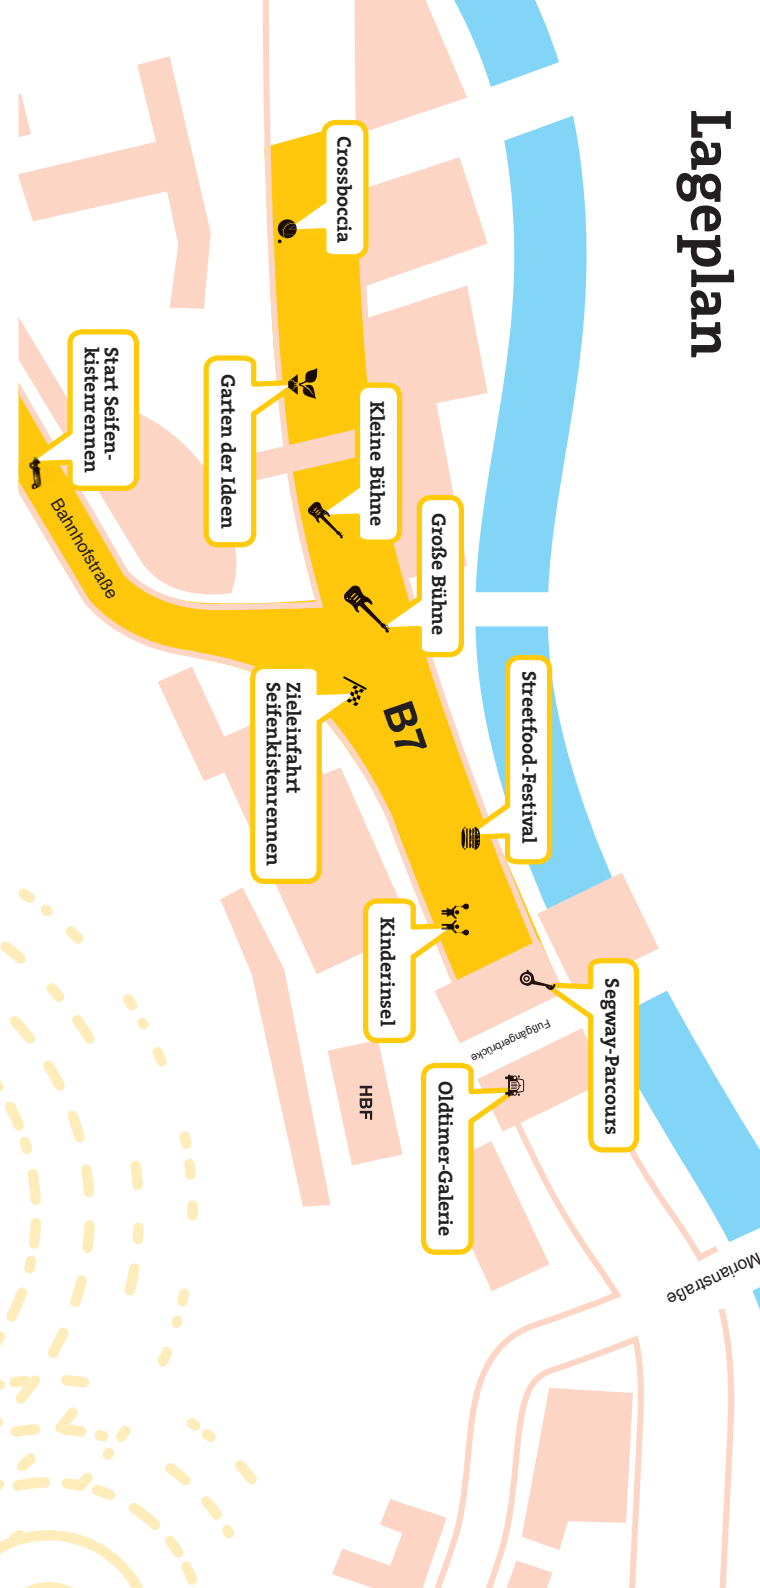 Lageplan
Crossboccia
Garten der Ideen
Kleine Bühne
Große Bühne
Start Seifen-
kistenrennen
Bahnhofstraße
B7
Streetfood-Festival
Zieleinfahrt
Seifenkistenrennen
Kinderinsel
Segway-Parcours
Fußgängerbrücke
HBF
Oldtimer-Galerie
Morianstraße